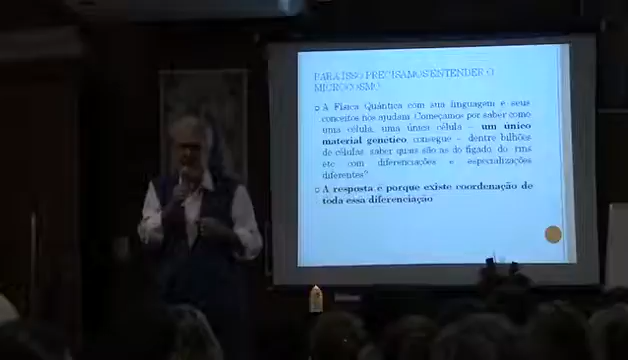 PARA ISSO PRECISAMOS ENTENDER O
MICROCOSMO
A Física Quântica com sua linguagem e seus
conceitos nos ajudam. Começamos por saber como
uma célula, uma única célula – um único
material genético consegue – dentre bilhões
de células saber quais são as do fígado do rins
etc com diferenciações e especializações
diferentes?
A resposta é porque existe coordenação de
toda essa diferenciação